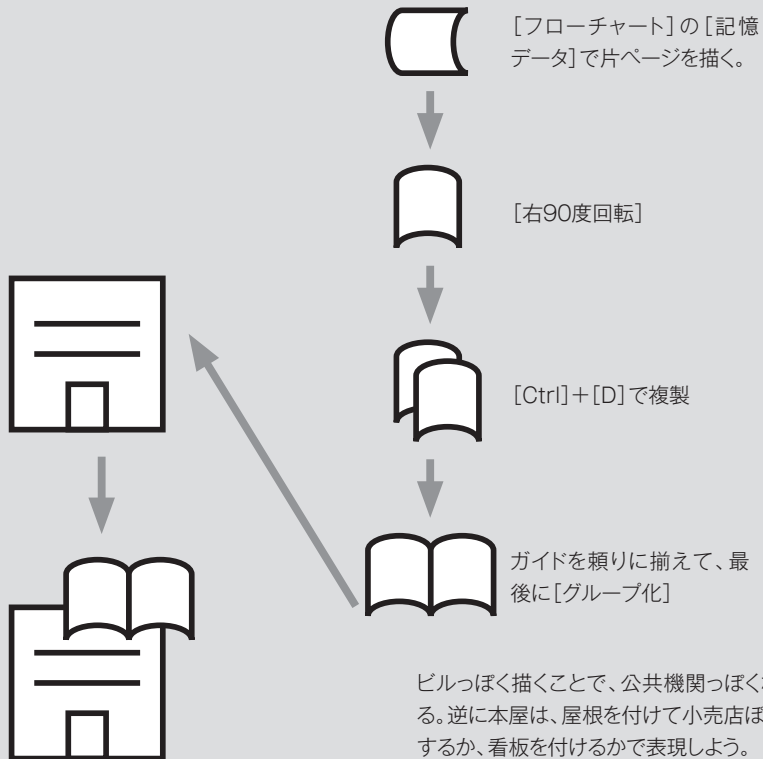 ［フローチャート］の［記憶
データ］で片ページを描く。
［右90度回転］
［Ctrl］＋［D］で複製
ガイドを頼りに揃えて、最
後に［グループ化］
ビルっぽく描くことで、公共機関っぽく
る。逆に本屋は、屋根を付けて小売店ぽ
するか、看板を付けるかで表現しよう。